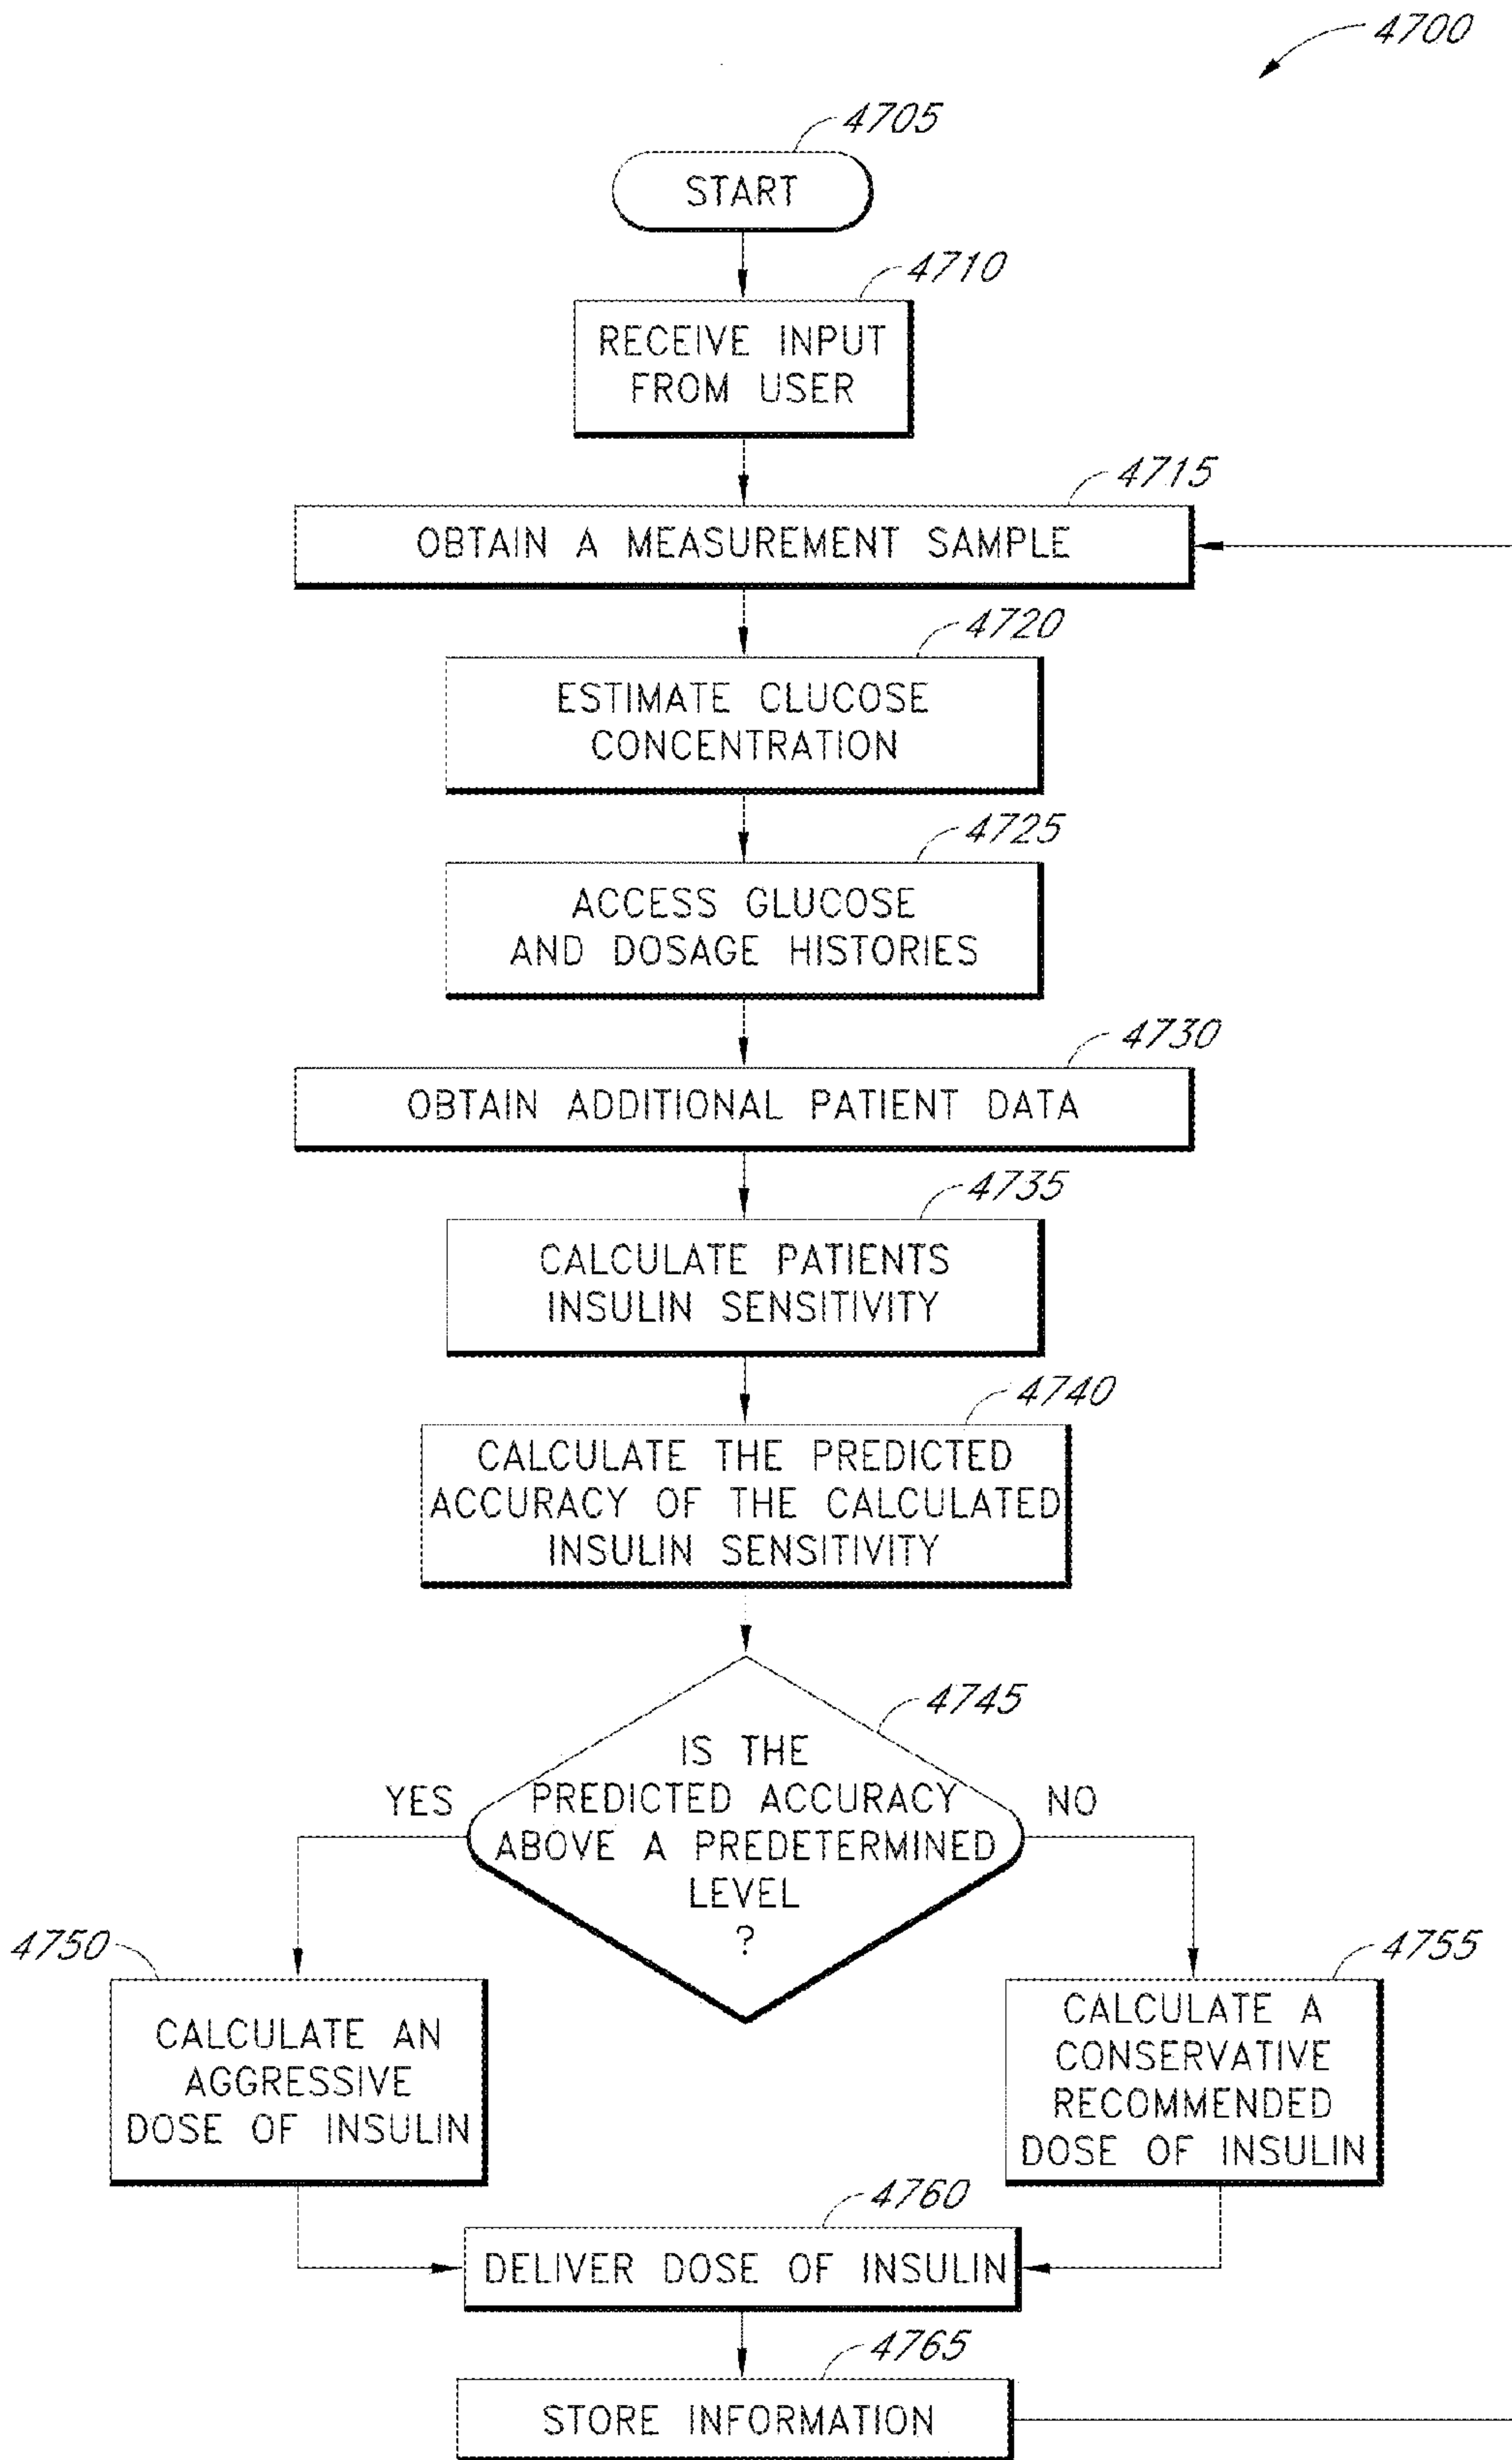 4700
4705
START
4710
RECEIVE INPUT
FROM USER
4715
OBTAIN A MEASUREMENT SAMPLE
4720
ESTIMATE CLUCOSE
CONCENTRATION
4725
ACCESS GLUCOSE
AND DOSAGE HISTORIES
4730
OBTAIN ADDITIONAL PATIENT DATA
4735
CALCULATE PATIENTS
INSULIN SENSITIVITY
4740
CALCULATE THE PREDICTED
ACCURACY OF THE CALCULATED
INSULIN SENSITIVITY
4745
IS THE
PREDICTED ACCURACY
ABOVE A PREDETERMINED
LEVEL
?
YES
NO
4750
CALCULATE AN
AGGRESSIVE
DOSE OF INSULIN
4755
CALCULATE A
CONSERVATIVE
RECOMMENDED
DOSE OF INSULIN
4760
DELIVER DOSE OF INSULIN
4765
STORE INFORMATION